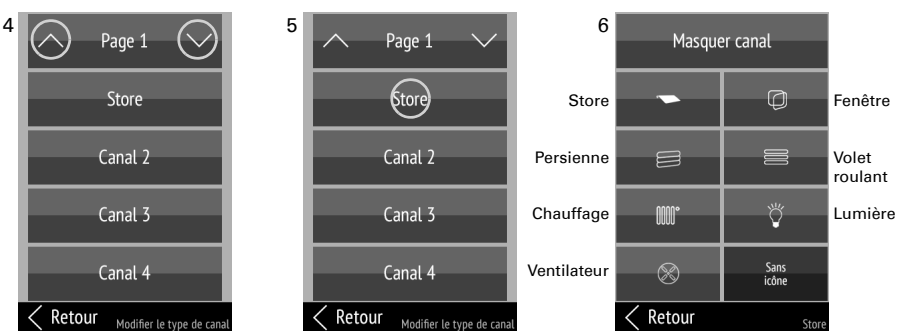 4
Page 1
Store
Canal 2
Canal 3
Canal 4
Retour
Modifier le type de canal
5
Page 1
Store
Canal 2
Canal 3
Canal 4
Retour
Modifier le type de canal
6
Masquer canal
Store
Fenêtre
Persienne
Volet
roulant
Chauffage
Lumière
Ventilateur
Sans
icône
Retour
Store